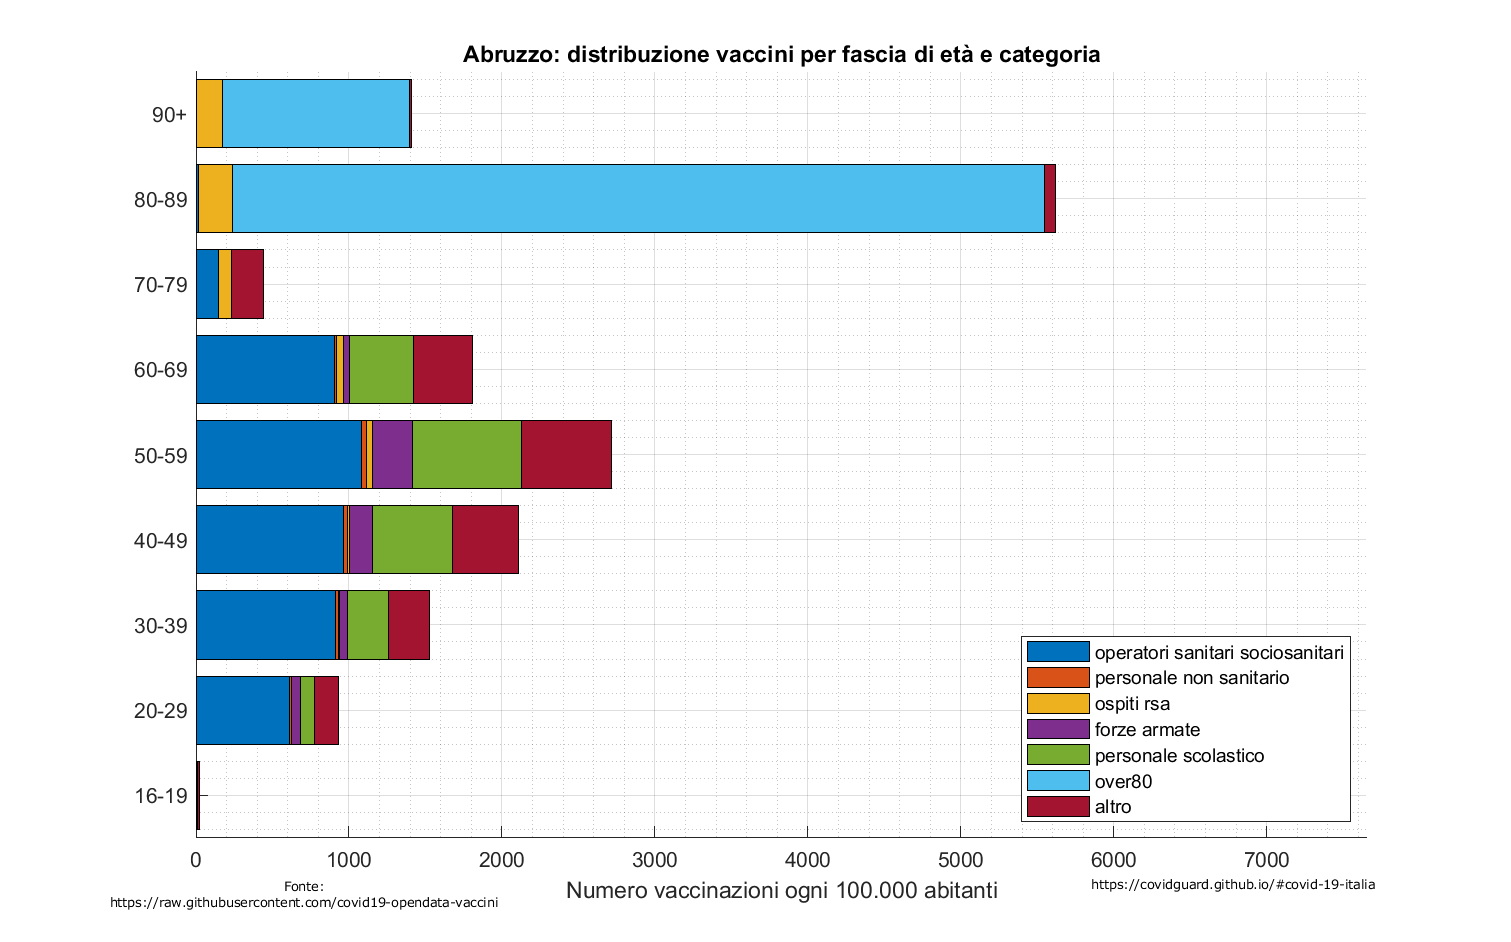 Abruzzo: distribuzione vaccini per fascia di età e categoria
90+
80-89
70-79
60-69
50-59
40-49
30-39
20-29
16-19
operatori sanitari sociosanitari
personale non sanitario
ospiti rsa
forze armate
personale scolastico
over80
altro
0 1000 2000 3000 4000 5000 6000 7000
Numero vaccinazioni ogni 100.000 abitanti
Fonte:
https://raw.githubusercontent.com/covid19-opendata-vaccini
https://covidguard.github.io/#covid-19-italia